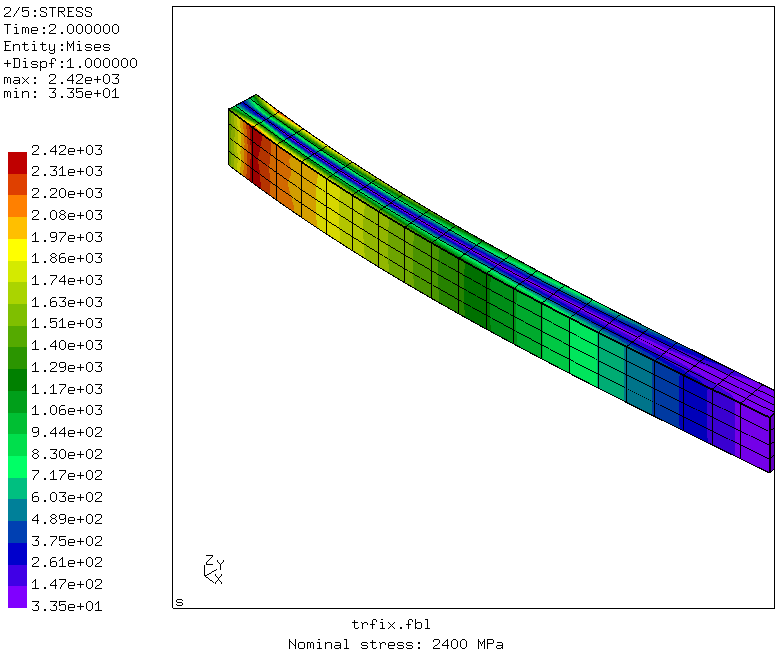 2/5:STRESS
Time:2.000000
Entity:Mises
+Dispf:1.000000
max: 2.42e+03
min: 3.35e+01
2.42e+03
2.31e+03
2.20e+03
2.08e+03
1.97e+03
1.86e+03
1.74e+03
1.63e+03
1.51e+03
1.40e+03
1.29e+03
1.17e+03
1.06e+03
9.44e+02
8.30e+02
7.17e+02
6.03e+02
4.89e+02
3.75e+02
2.61e+02
1.47e+02
3.35e+01
Z
Y
X
s
trfix.fbl
Nominal stress: 2400 MPa